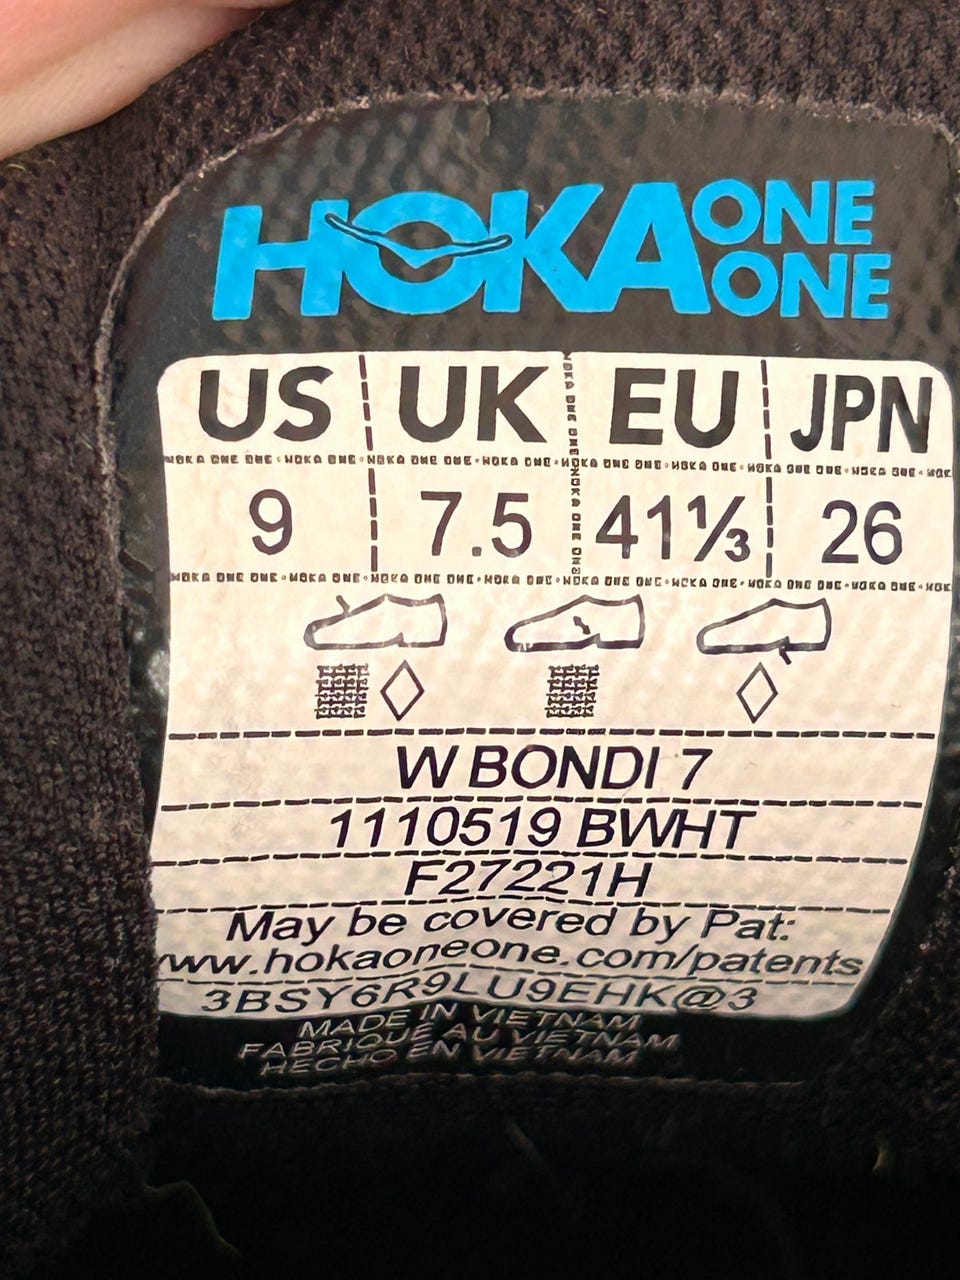 HOKA ONE ONE
US UK EU JPN
9 7.5 41⅓ 26
W BONDI 7
1110519 BWHT
F27221H
May be covered by Pat:
www.hokaoneone.com/patents
3BSY6R9LU9EHK@3
MADE IN VIETNAM
FABRIQUÉ AU VIETNAM
HECHO EN VIETNAM